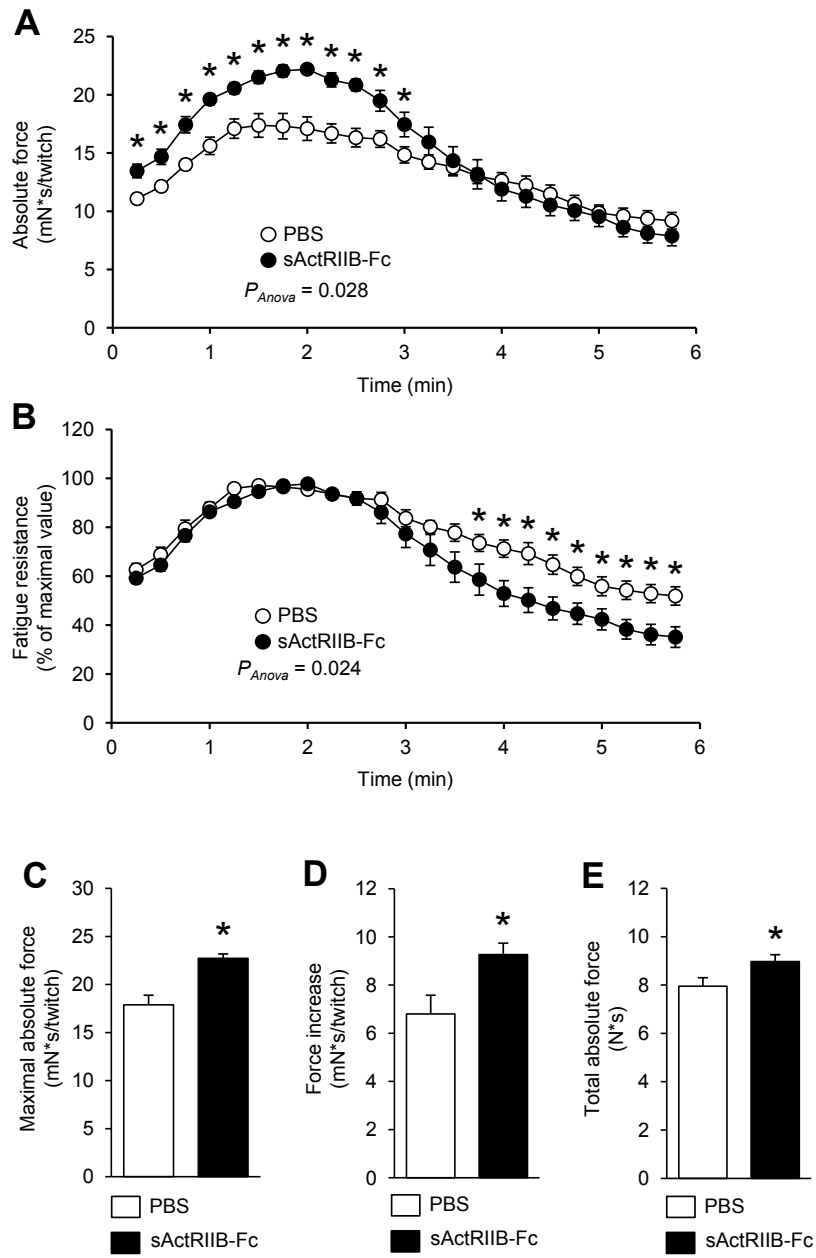 A
Absolute force
(mN*s/twitch)
25
20
15
10
5
0
* * * * * * * * * * * *
PBS
sActRIIB-Fc
P Anova = 0.028
0 1 2 3 4 5 6
Time (min)
B
Fatigue resistance
(% of maximal value)
120
100
80
60
40
20
0
* * * * * * * * *
PBS
sActRIIB-Fc
P Anova = 0.024
0 1 2 3 4 5 6
Time (min)
C
Maximal absolute force
(mN*s/twitch)
30
25
20
15
10
5
0
*
PBS
sActRIIB-Fc
D
Force increase
(mN*s/twitch)
12
10
8
6
4
2
0
*
PBS
sActRIIB-Fc
E
Total absolute force
(N*s)
12
10
8
6
4
2
0
*
PBS
sActRIIB-Fc